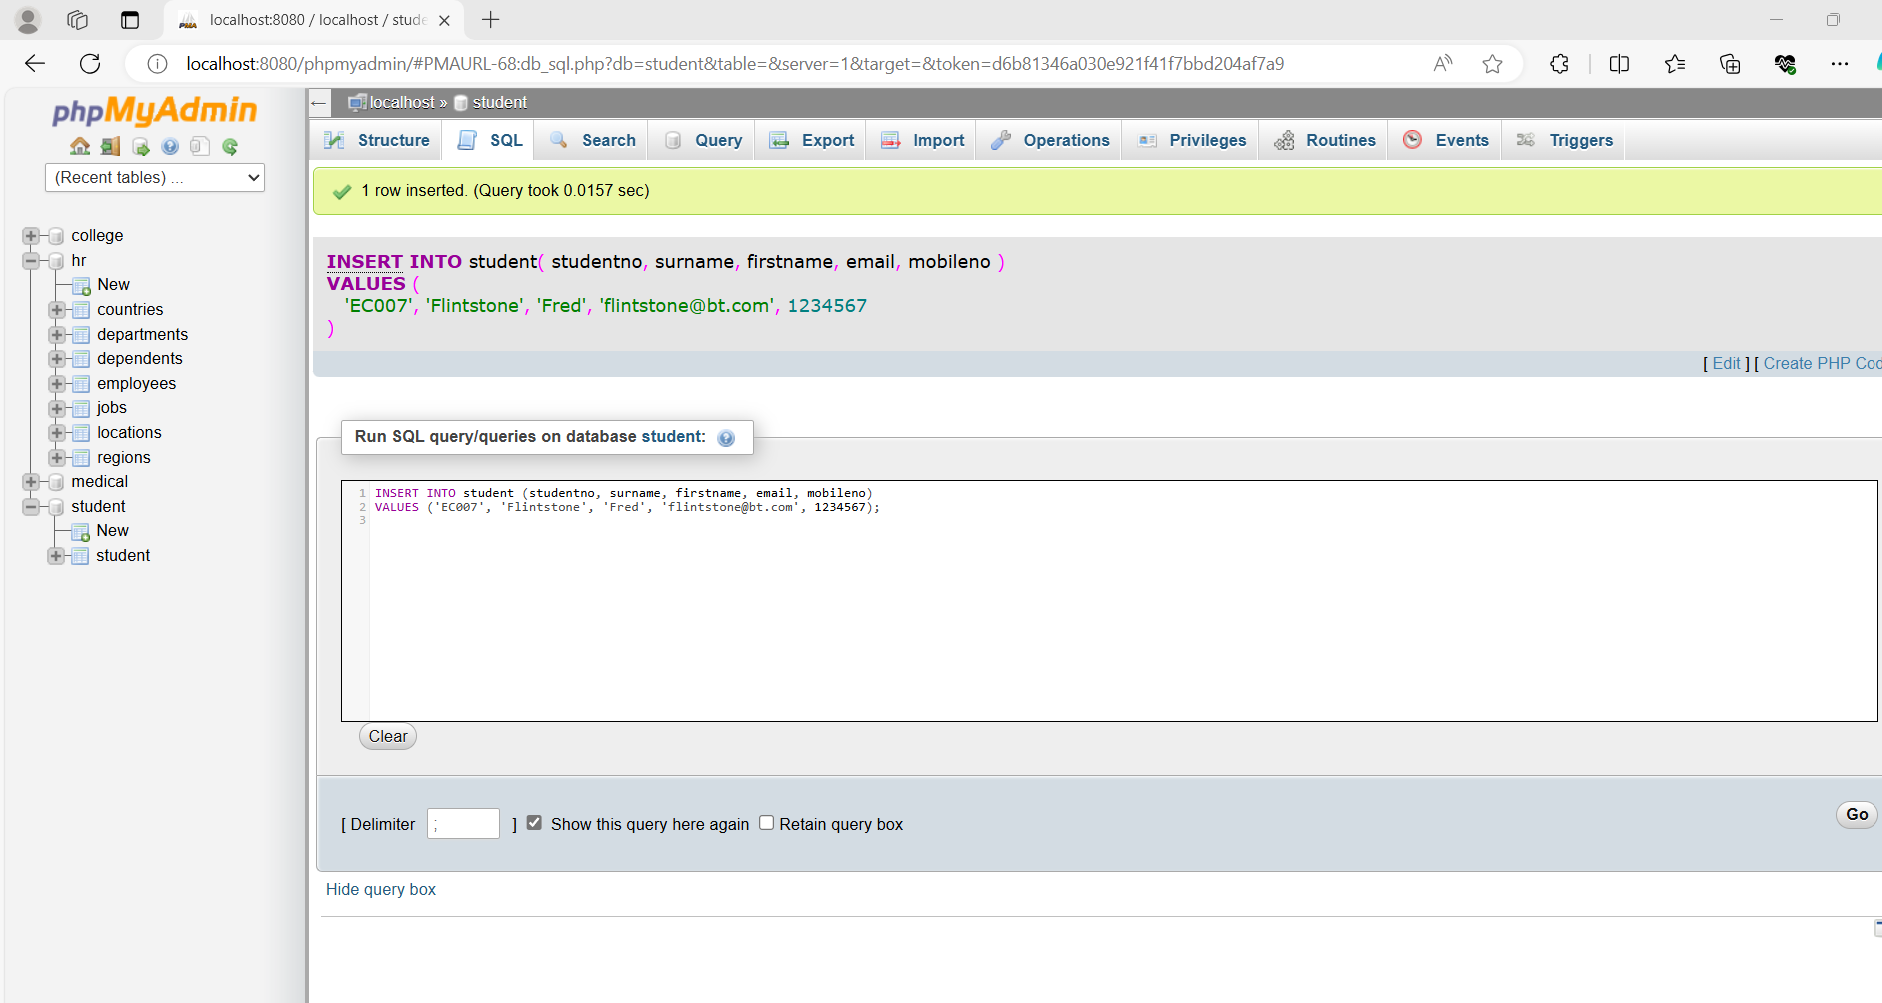 localhost:8080 / localhost / stude
localhost:8080/phpmyadmin/#PMAURL-68:db_sql.php?db=student&table=&server=1&target=&token=d6b81346a030e921f41f7bbd204af7a9
phpMyAdmin
(Recent tables) ...
college
hr
New
countries
departments
dependents
employees
jobs
locations
regions
medical
student
New
student
localhost » student
Structure SQL Search Query Export Import Operations Privileges Routines Events Triggers
1 row inserted. (Query took 0.0157 sec)
INSERT INTO student( studentno, surname, firstname, email, mobileno )
VALUES (
'EC007', 'Flintstone', 'Fred', 'flintstone@bt.com', 1234567
)
[ Edit ] [ Create PHP Cod
Run SQL query/queries on database student:
1 INSERT INTO student (studentno, surname, firstname, email, mobileno)
2 VALUES ('EC007', 'Flintstone', 'Fred', 'flintstone@bt.com', 1234567);
3
Clear
[ Delimiter ; ] Show this query here again Retain query box
Go
Hide query box